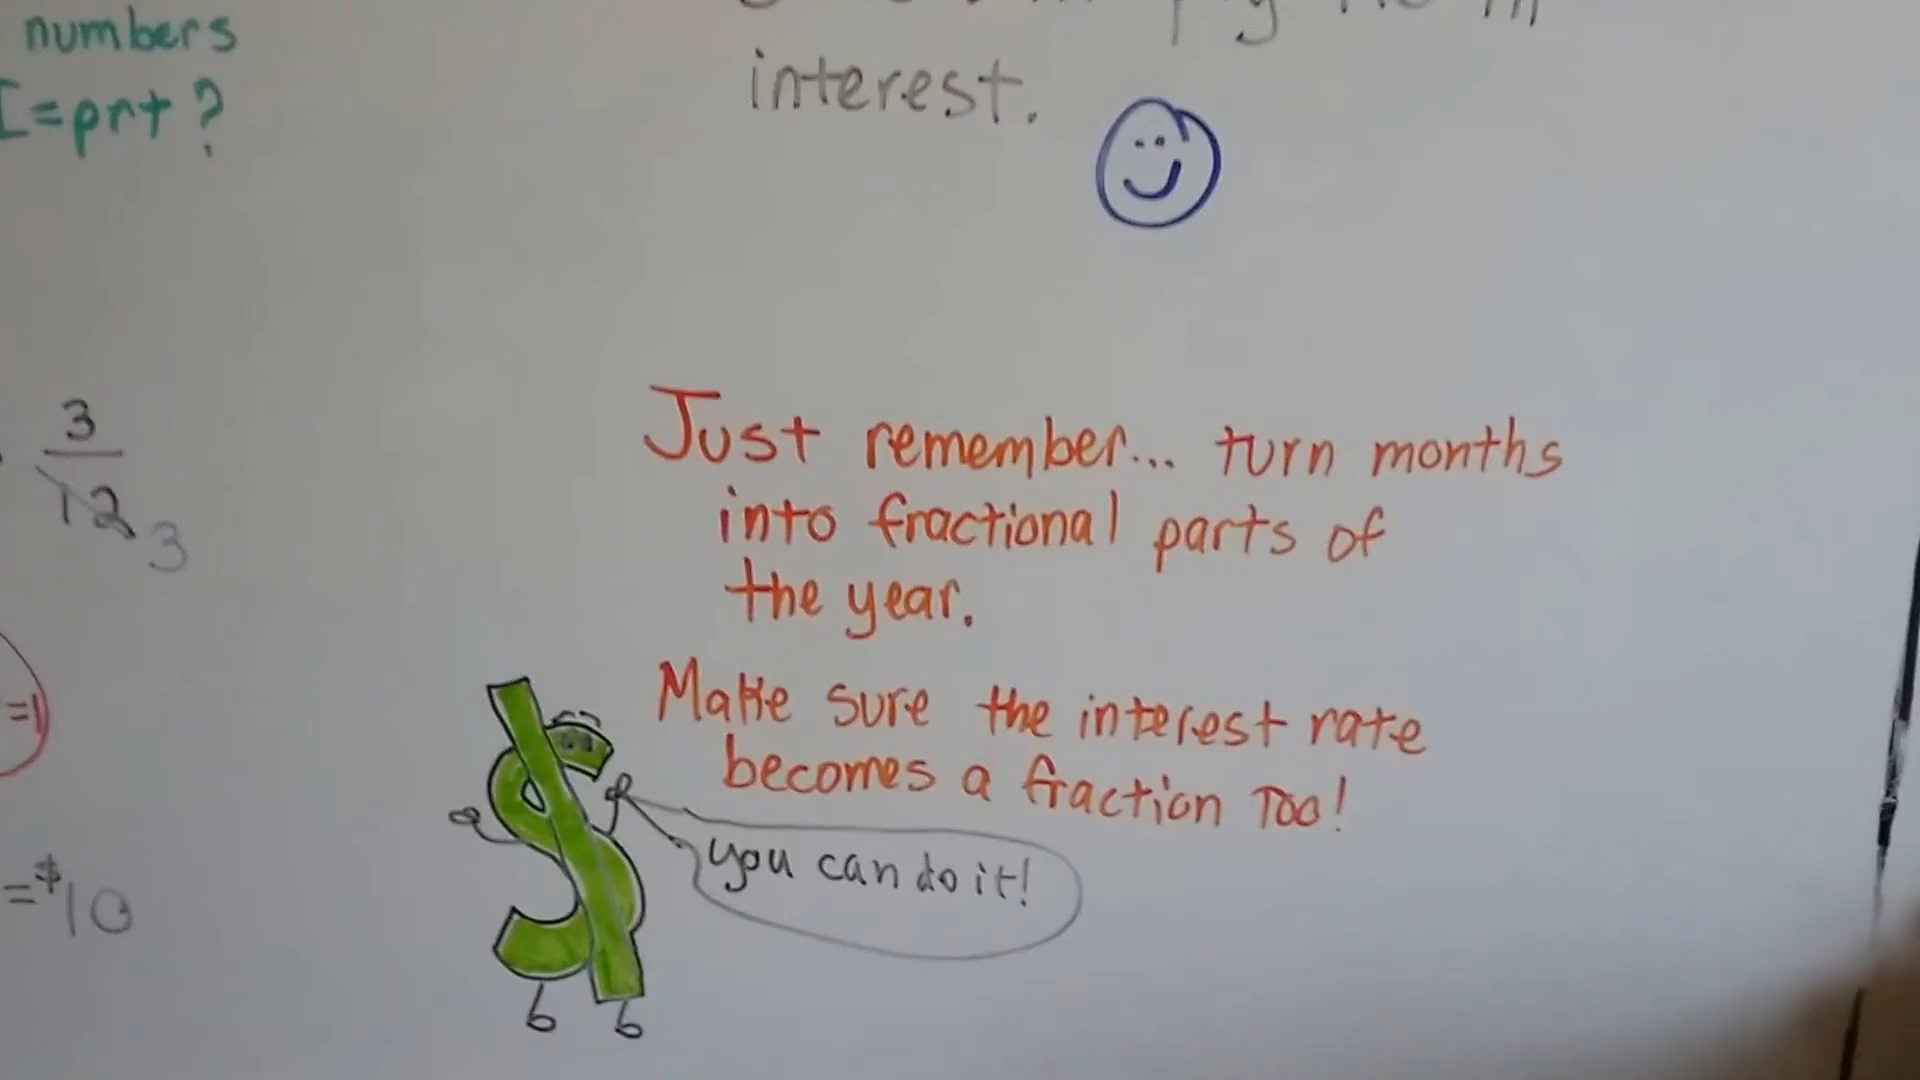 numbers
I=prt?
interest.
3
12
3
=1
=$10
Just remember... turn months
into fractional parts of
the year.
Make sure the interest rate
becomes a fraction Too!
you can do it!